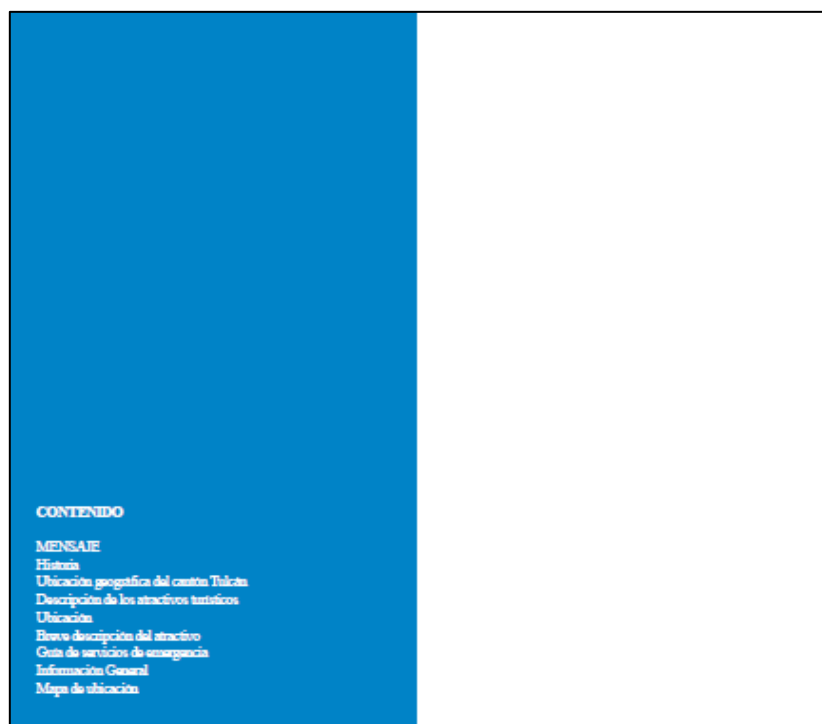 CONTENIDO
MENSAJE
Historia
Ubicación geográfica del cantón Tulcán
Descripción de los atractivos turísticos
Ubicación
Breve descripción del atractivo
Guía de servicios de emergencia
Información General
Mapa de ubicación